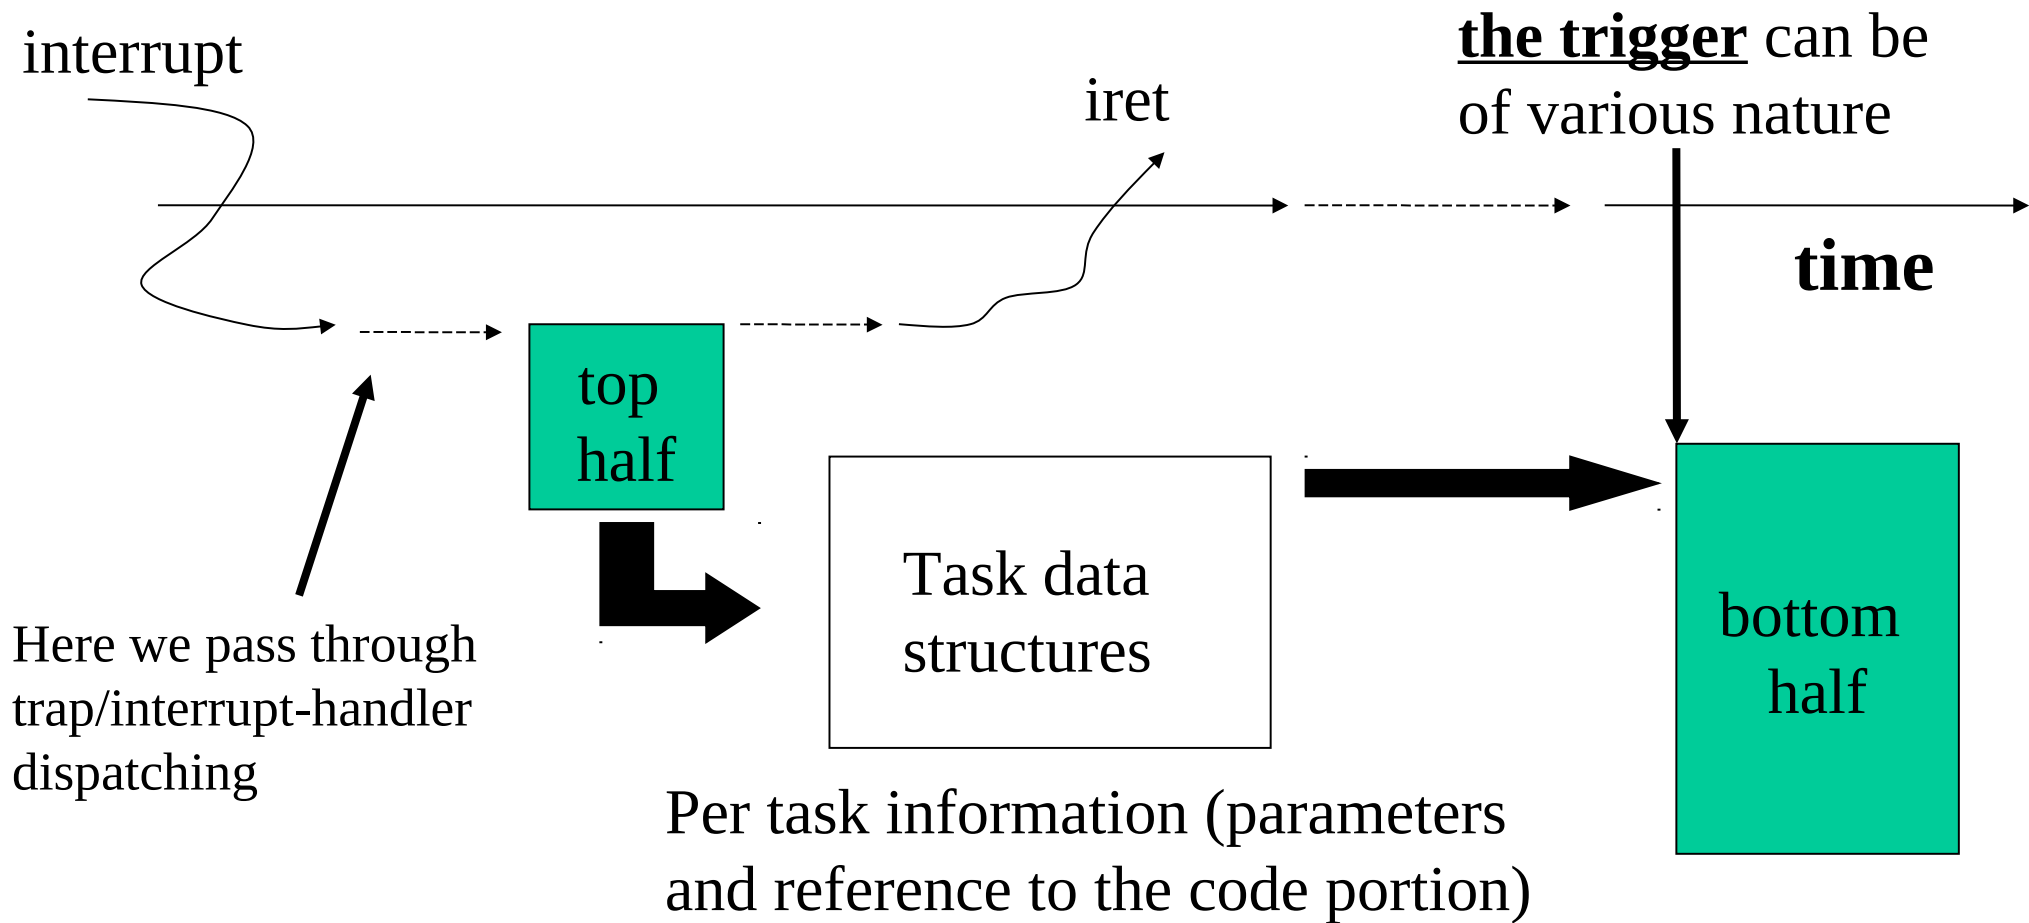 interrupt
iret
the trigger can be
of various nature
time
top
half
Task data
structures
bottom
half
Here we pass through
trap/interrupt-handler
dispatching
Per task information (parameters
and reference to the code portion)